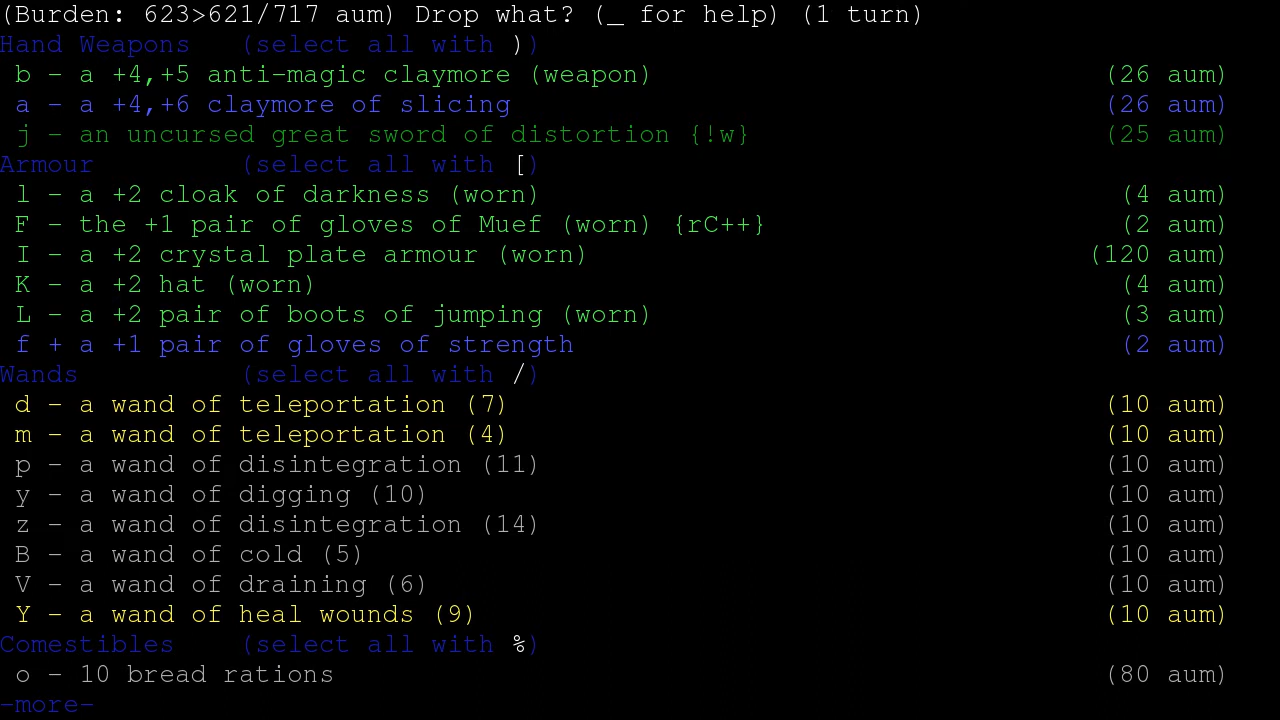 (Burden: 623>621/717 aum) Drop what? (_ for help) (1 turn)
Hand Weapons   (select all with ))
b - a +4,+5 anti-magic claymore (weapon) (26 aum)
a - a +4,+6 claymore of slicing (26 aum)
j - an uncursed great sword of distortion {!w} (25 aum)
Armour         (select all with [)
l - a +2 cloak of darkness (worn) (4 aum)
F - the +1 pair of gloves of Muef (worn) {rC++} (2 aum)
I - a +2 crystal plate armour (worn) (120 aum)
K - a +2 hat (worn) (4 aum)
L - a +2 pair of boots of jumping (worn) (3 aum)
f + a +1 pair of gloves of strength (2 aum)
Wands          (select all with /)
d - a wand of teleportation (7) (10 aum)
m - a wand of teleportation (4) (10 aum)
p - a wand of disintegration (11) (10 aum)
y - a wand of digging (10) (10 aum)
z - a wand of disintegration (14) (10 aum)
B - a wand of cold (5) (10 aum)
V - a wand of draining (6) (10 aum)
Y - a wand of heal wounds (9) (10 aum)
Comestibles    (select all with %)
o - 10 bread rations (80 aum)
-more-